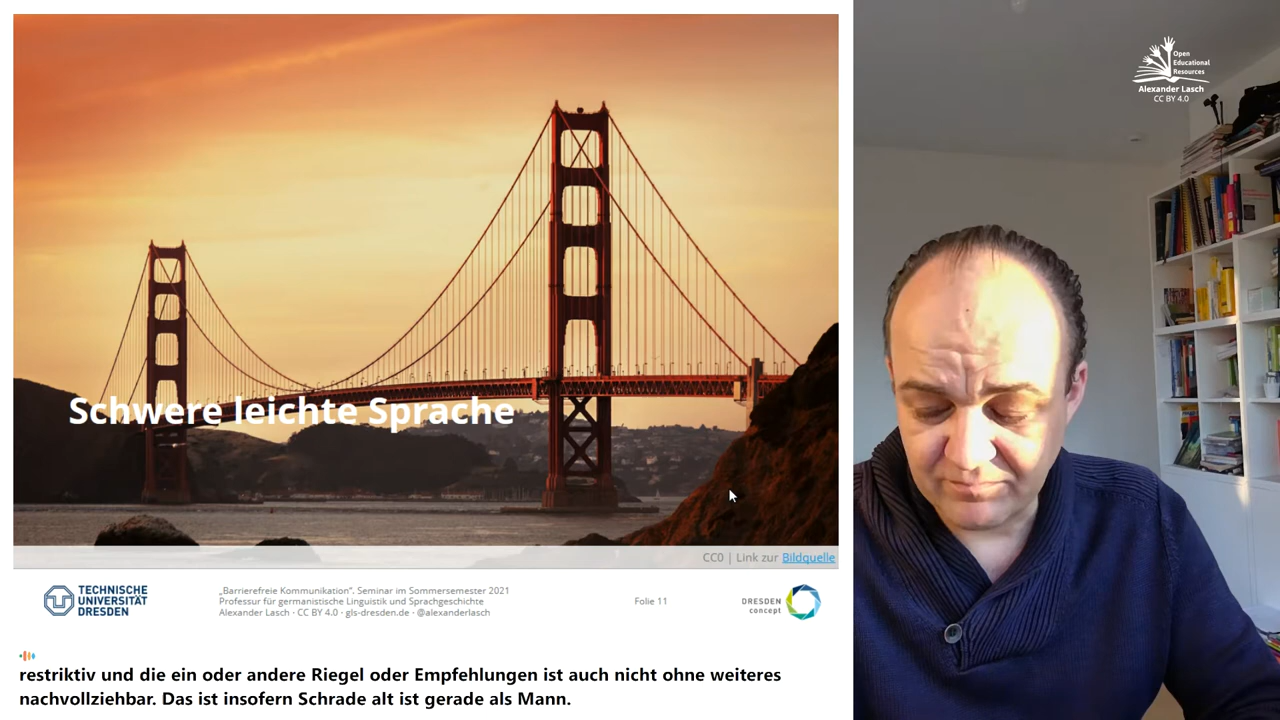 Schwere leichte Sprache
CC0 | Link zur Bildquelle
TECHNISCHE
UNIVERSITÄT
DRESDEN
„Barrierefreie Kommunikation“, Seminar im Sommersemester 2021
Professur für germanistische Linguistik und Sprachgeschichte
Alexander Lasch · CC BY 4.0 · gls-dresden.de · @alexanderlasch
Folie 11
DRESDEN
concept
restriktiv und die ein oder andere Riegel oder Empfehlungen ist auch nicht ohne weiteres
nachvollziehbar. Das ist insofern Schrade alt ist gerade als Mann.
Open
Educational
Resources
Alexander Lasch
CC BY 4.0